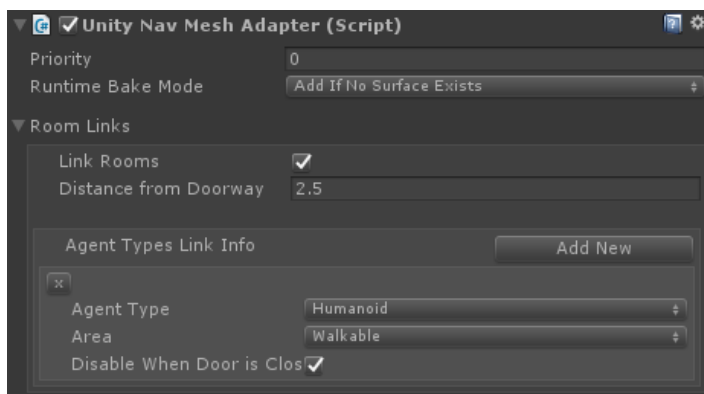 Unity Nav Mesh Adapter (Script)
Priority 0
Runtime Bake Mode Add If No Surface Exists
Room Links
Link Rooms
Distance from Doorway 2.5
Agent Types Link Info Add New
x
Agent Type Humanoid
Area Walkable
Disable When Door is Clos